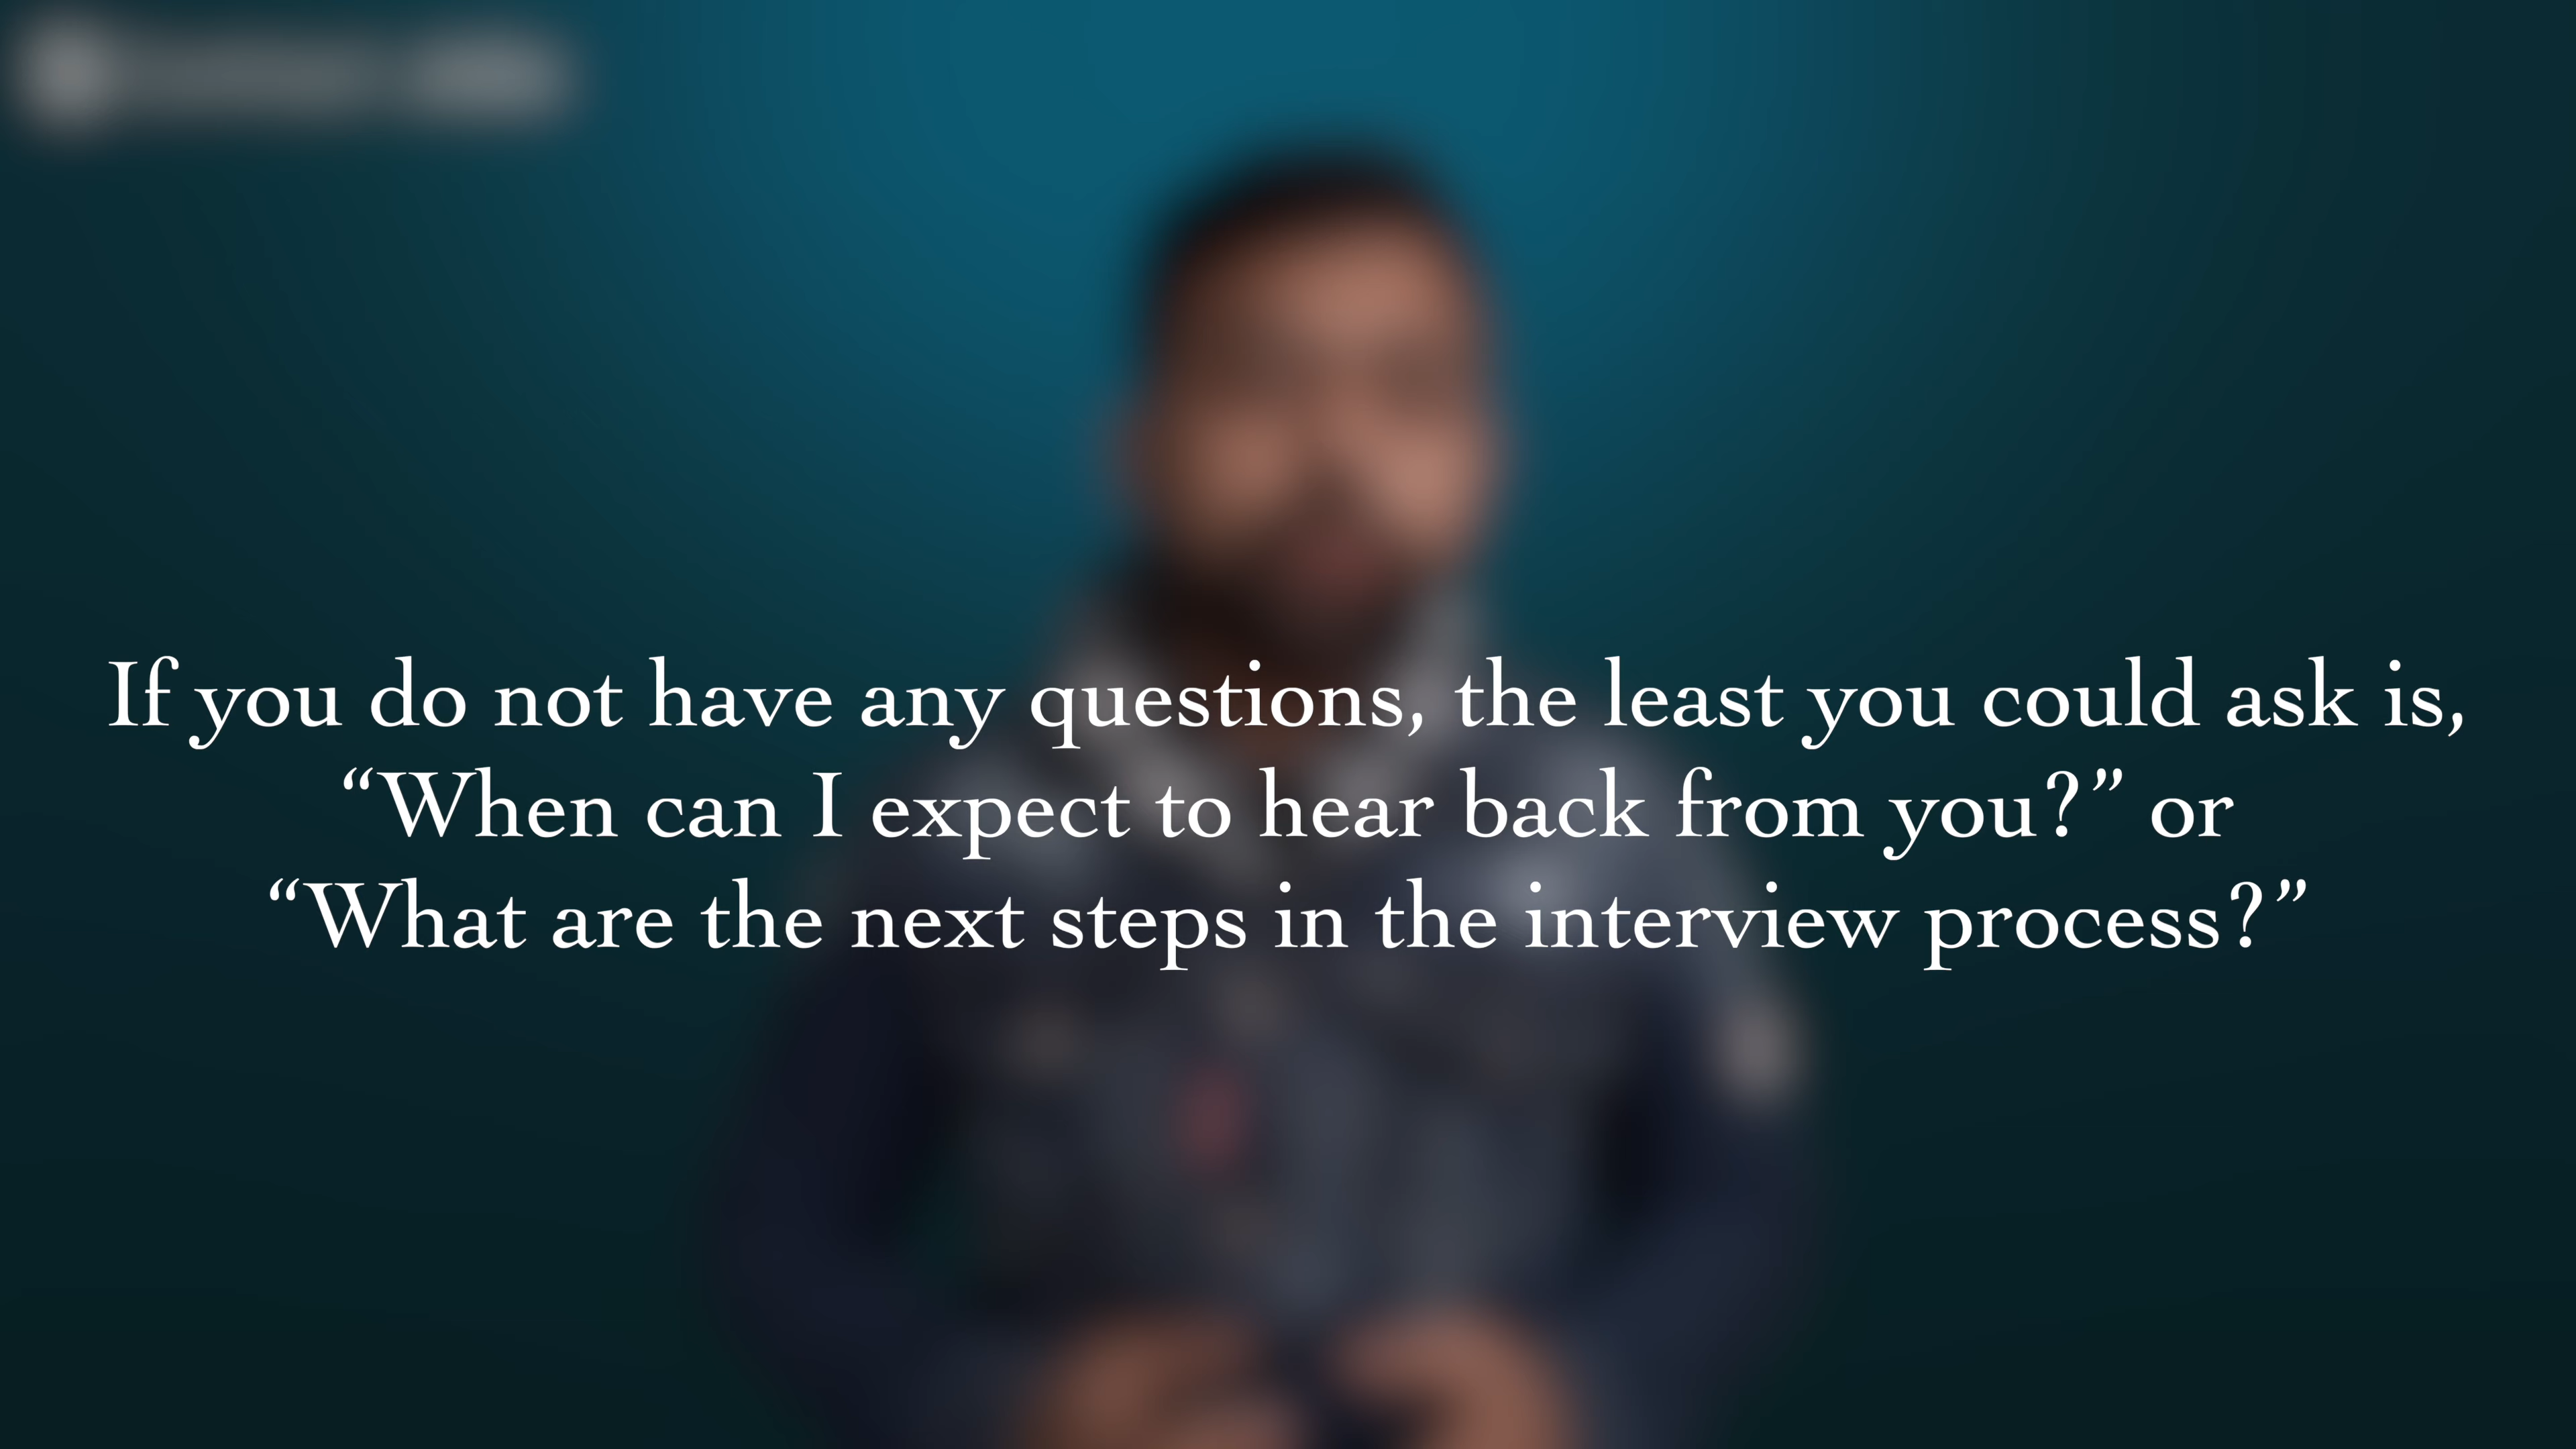 If you do not have any questions, the least you could ask is,
“When can I expect to hear back from you?” or
“What are the next steps in the interview process?”